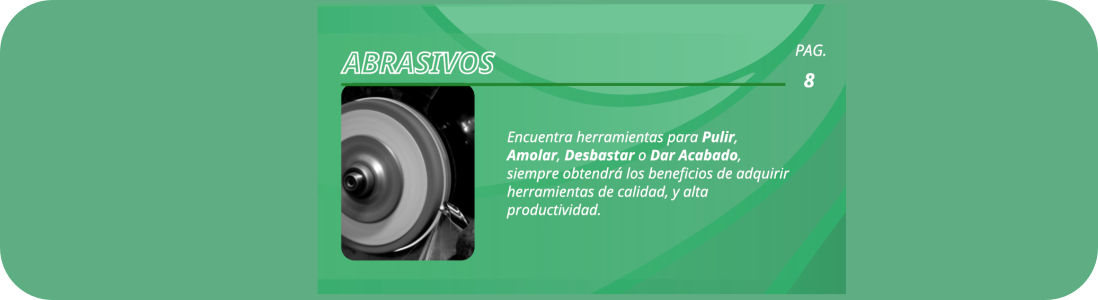 ABRASIVOS
PAG.
8
Encuentra herramientas para Pulir,
Amolar, Desbastar o Dar Acabado,
siempre obtendrá los beneficios de adquirir
herramientas de calidad, y alta
productividad.